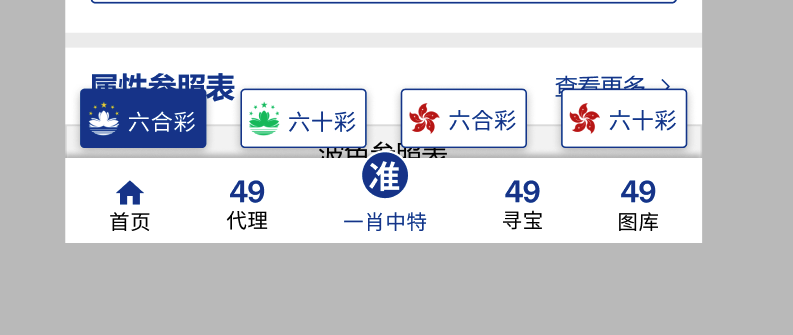 属性参照表 查看更多
六合彩 六十彩 六合彩 六十彩
波色参照表
准
49 49 49 49
首页 代理 一肖中特 寻宝 图库